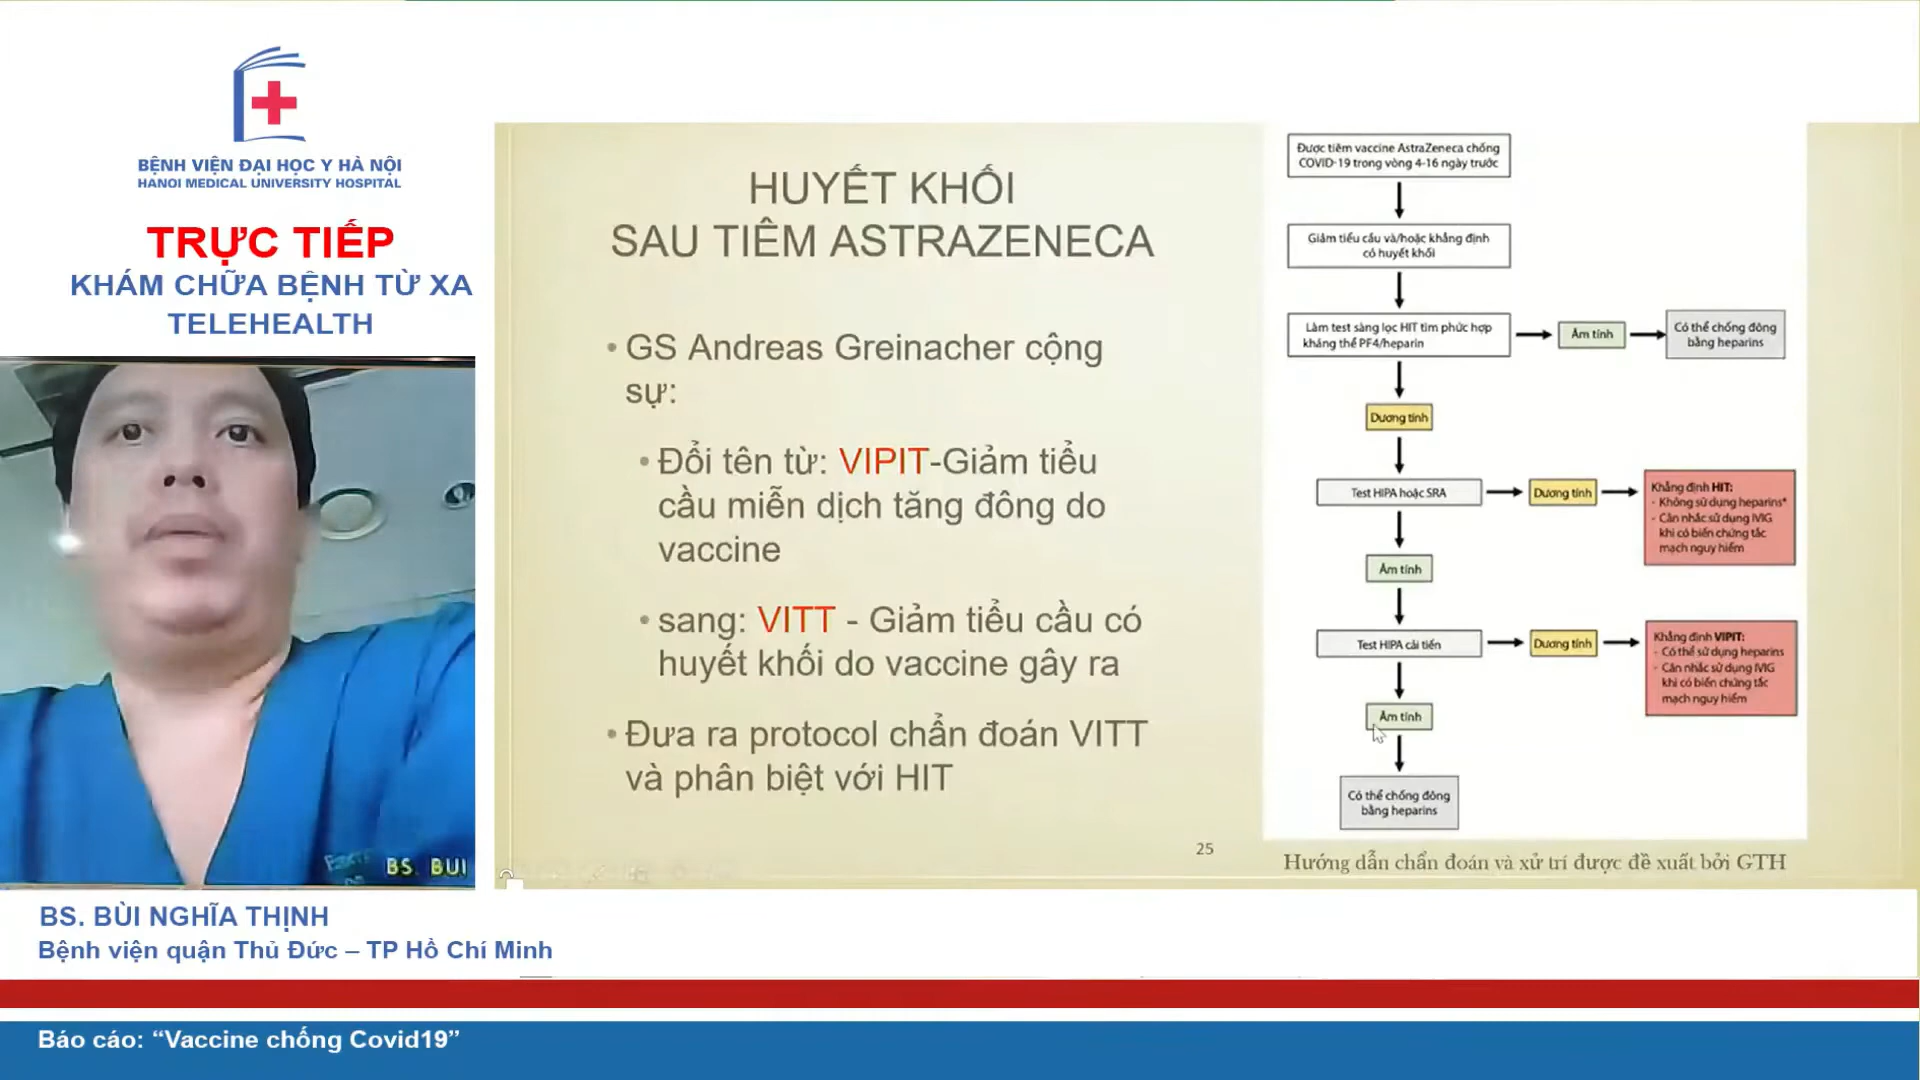 BỆNH VIỆN ĐẠI HỌC Y HÀ NỘI
HANOI MEDICAL UNIVERSITY HOSPITAL
TRỰC TIẾP
KHÁM CHỮA BỆNH TỪ XA
TELEHEALTH
BS. BUI
BS. BÙI NGHĨA THỊNH
Bệnh viện quận Thủ Đức – TP Hồ Chí Minh
HUYẾT KHỐI
SAU TIÊM ASTRAZENECA
• GS Andreas Greinacher cộng
sự:
• Đổi tên từ: VIPIT-Giảm tiểu
cầu miễn dịch tăng đông do
vaccine
• sang: VITT - Giảm tiểu cầu có
huyết khối do vaccine gây ra
• Đưa ra protocol chẩn đoán VITT
và phân biệt với HIT
25
Được tiêm vaccine AstraZeneca chống
COVID-19 trong vòng 4-16 ngày trước
Giảm tiểu cầu và/hoặc khẳng định
có huyết khối
Làm test sàng lọc HIT tìm phức hợp
kháng thể PF4/heparin
Âm tính
Có thể chống đông
bằng heparins
Dương tính
Test HIPA hoặc SRA
Dương tính
Khẳng định HIT:
- Không sử dụng heparins*
- Cân nhắc sử dụng IVIG
khi có biến chứng tắc
mạch nguy hiểm
Âm tính
Test HIPA cải tiến
Dương tính
Khẳng định VIPIT:
- Có thể sử dụng heparins
- Cân nhắc sử dụng IVIG
khi có biến chứng tắc
mạch nguy hiểm
Âm tính
Có thể chống đông
bằng heparins
Hướng dẫn chẩn đoán và xử trí được đề xuất bởi GTH
Báo cáo: “Vaccine chống Covid19”